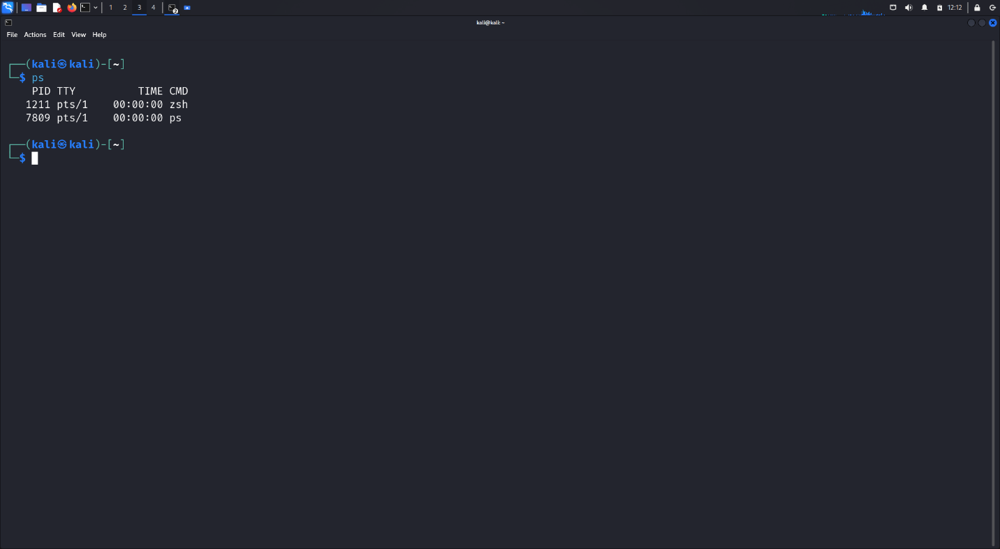 1 2 3 4 2 12:12
kali@kali: ~
File Actions Edit View Help
┌──(kali㉿kali)-[~]
└─$ ps
    PID TTY          TIME CMD
   1211 pts/1    00:00:00 zsh
   7809 pts/1    00:00:00 ps
┌──(kali㉿kali)-[~]
└─$